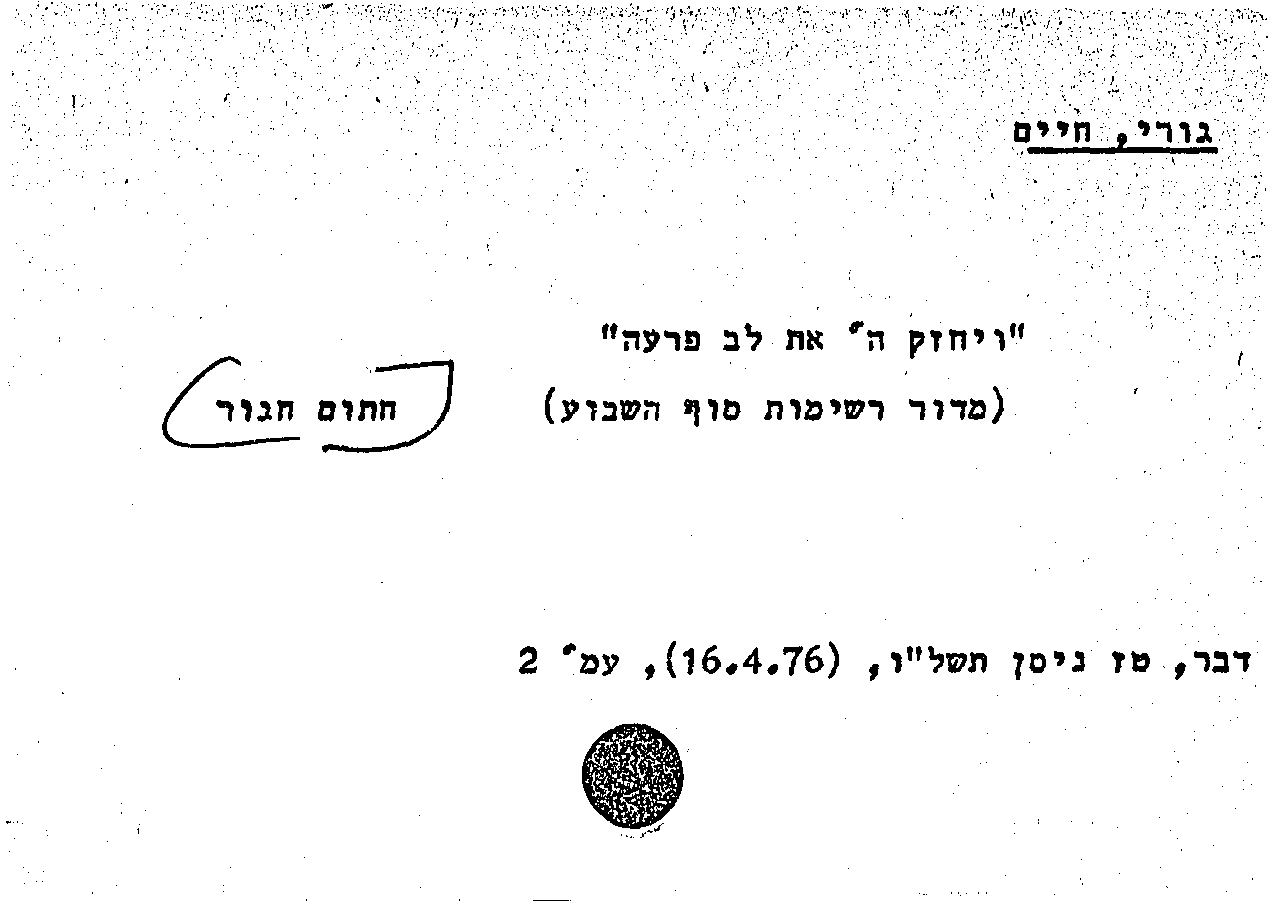 גורי, חיים
"ויחזק ה' את לב פרעה"
(מדור רשימות סוף השבוע) חתום חגור
דבר, טז ניסן תשל"ו, (16.4.76), עמ' 2